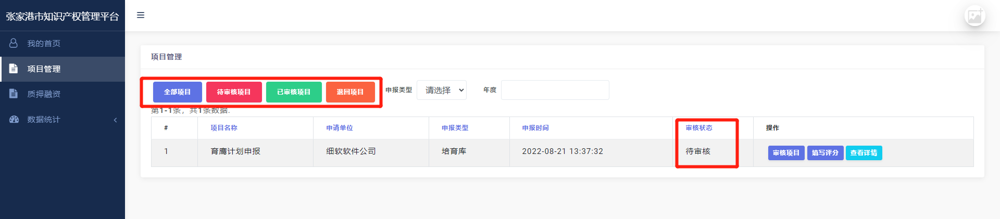 张家港市知识产权管理平台
我的首页
项目管理
质押融资
数据统计
项目管理
全部项目 待审核项目 已审核项目 退回项目 申报类型 请选择 年度
第1-1条，共1条数据.
# 项目名称 申请单位 申报类型 申报时间 审核状态 操作
1 育鹰计划申报 细软软件公司 培育库 2022-08-21 13:37:32 待审核 审核项目 填写评分 查看详情